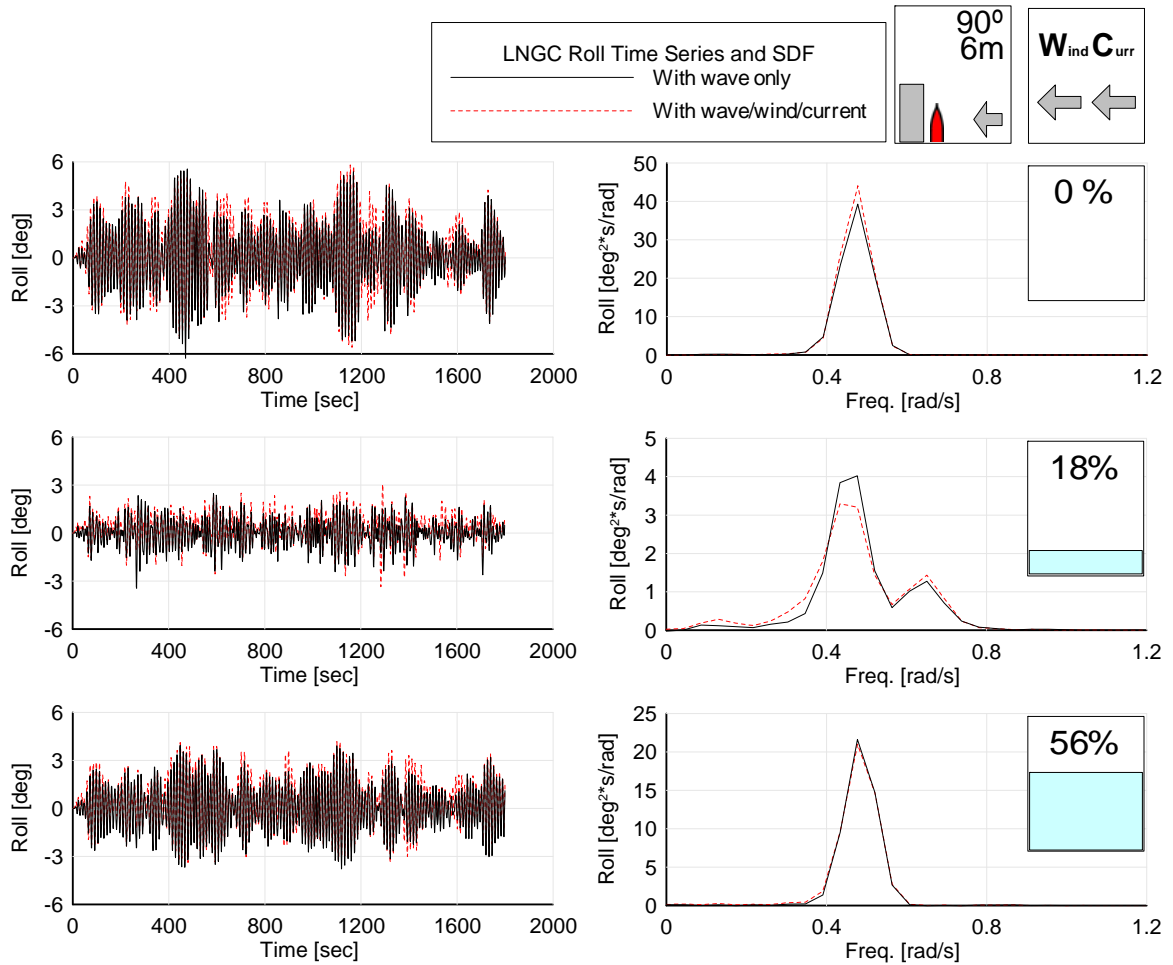 LNGC Roll Time Series and SDF
With wave only
With wave/wind/current
90º
6m
Wind Curr
6
3
0
-3
-6
Roll [deg]
0 400 800 1200 1600 2000
Time [sec]
50
40
30
20
10
0
Roll [deg²*s/rad]
0 0.4 0.8 1.2
Freq. [rad/s]
0 %
6
3
0
-3
-6
Roll [deg]
0 400 800 1200 1600 2000
Time [sec]
5
4
3
2
1
0
Roll [deg²*s/rad]
0 0.4 0.8 1.2
Freq. [rad/s]
18%
6
3
0
-3
-6
Roll [deg]
0 400 800 1200 1600 2000
Time [sec]
25
20
15
10
5
0
Roll [deg²*s/rad]
0 0.4 0.8 1.2
Freq. [rad/s]
56%